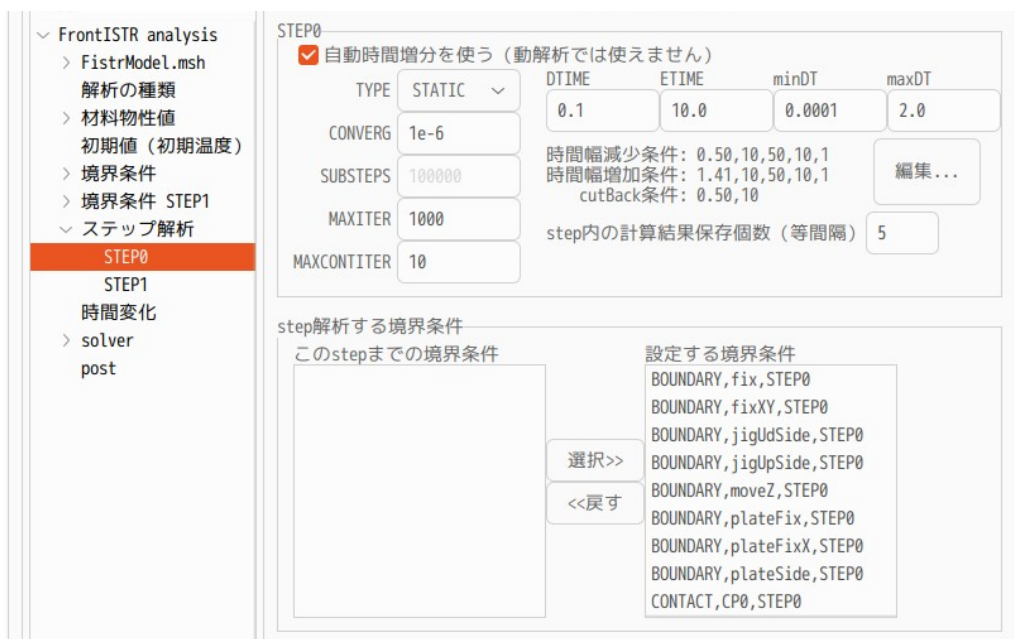 FrontISTR analysis
FistrModel.msh
解析の種類
材料物性値
初期値（初期温度）
境界条件
境界条件 STEP1
ステップ解析
STEP0
STEP1
時間変化
solver
post
STEP0
自動時間増分を使う（動解析では使えません）
TYPE STATIC
CONVERG 1e-6
SUBSTEPS 100000
MAXITER 1000
MAXCONTITER 10
DTIME ETIME minDT maxDT
0.1 10.0 0.0001 2.0
時間幅減少条件: 0.50,10,50,10,1
時間幅増加条件: 1.41,10,50,10,1
cutBack条件: 0.50,10
編集...
step内の計算結果保存個数（等間隔） 5
step解析する境界条件
このstepまでの境界条件
選択>>
<<戻す
設定する境界条件
BOUNDARY,fix,STEP0
BOUNDARY,fixXY,STEP0
BOUNDARY,jigUdSide,STEP0
BOUNDARY,jigUpSide,STEP0
BOUNDARY,moveZ,STEP0
BOUNDARY,plateFix,STEP0
BOUNDARY,plateFixX,STEP0
BOUNDARY,plateSide,STEP0
CONTACT,CP0,STEP0